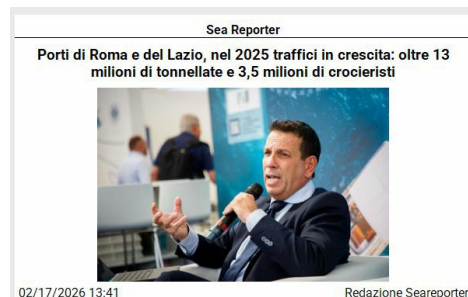 Sea Reporter
Porti di Roma e del Lazio, nel 2025 traffici in crescita: oltre 13
milioni di tonnellate e 3,5 milioni di crocieristi
02/17/2026 13:41
Redazione Seareporter